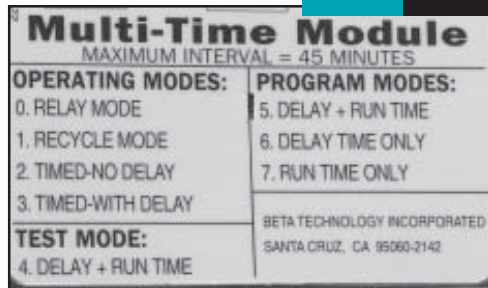 Multi-Time Module
MAXIMUM INTERVAL = 45 MINUTES
OPERATING MODES:
0. RELAY MODE
1. RECYCLE MODE
2. TIMED-NO DELAY
3. TIMED-WITH DELAY
TEST MODE:
4. DELAY + RUN TIME
PROGRAM MODES:
5. DELAY + RUN TIME
6. DELAY TIME ONLY
7. RUN TIME ONLY
BETA TECHNOLOGY INCORPORATED
SANTA CRUZ, CA 95060-2142